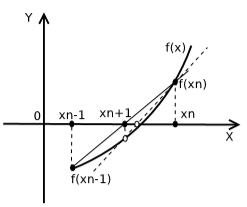 Y
f(x)
f(xn)
0
xn-1
xn+1
xn
X
f(xn-1)